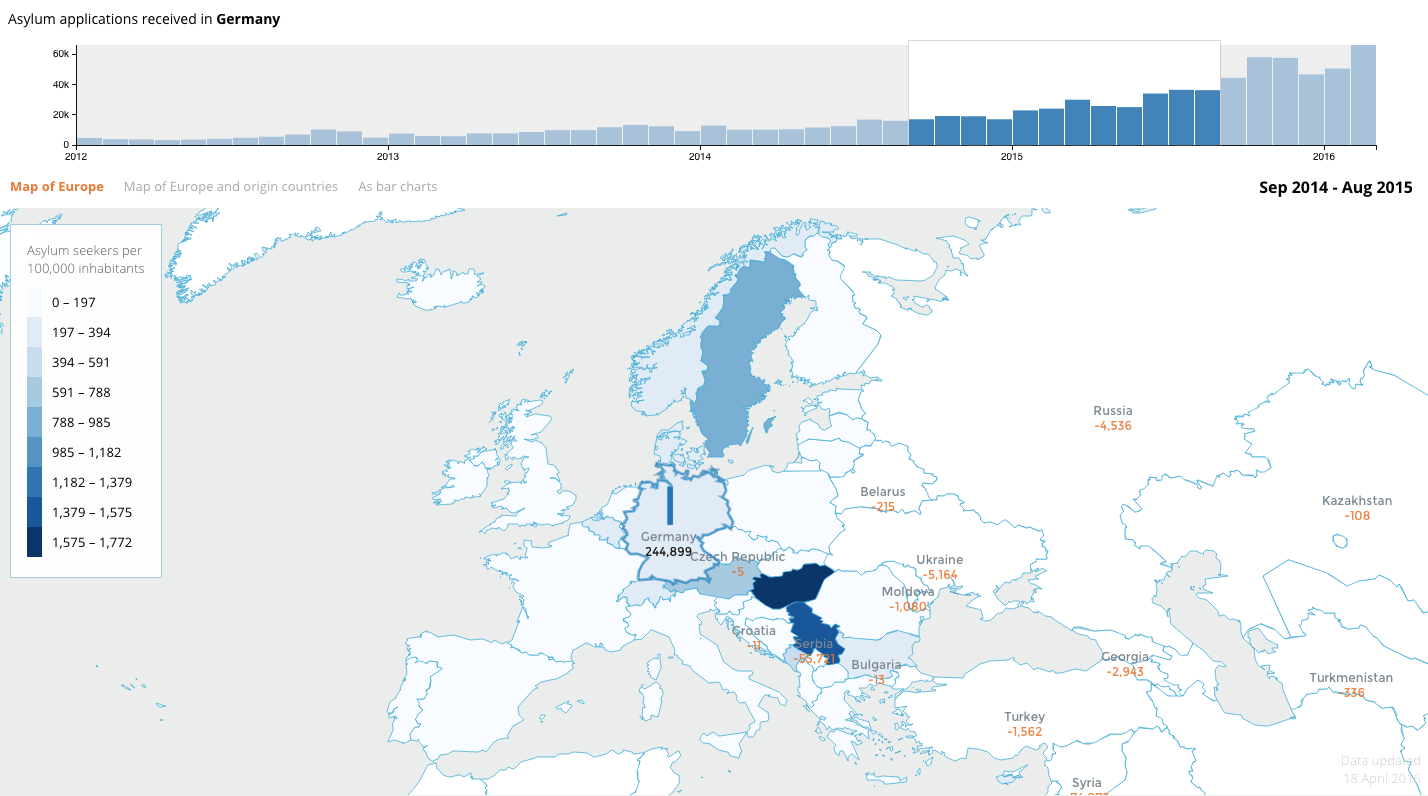 Asylum applications received in Germany
60k
40k
20k
0
2012
2013
2014
2015
2016
Map of Europe
Map of Europe and origin countries
As bar charts
Sep 2014 - Aug 2015
Asylum seekers per
100,000 inhabitants
0 – 197
197 – 394
394 – 591
591 – 788
788 – 985
985 – 1,182
1,182 – 1,379
1,379 – 1,575
1,575 – 1,772
Russia
-4,536
Belarus
-215
Kazakhstan
-108
Germany
244,899
Czech Republic
-5
Ukraine
-5,164
Moldova
-1,080
Croatia
-11
Serbia
-55,721
Bulgaria
-13
Georgia
-2,943
Turkmenistan
-336
Turkey
-1,562
Syria
Data updated
18 April 2016